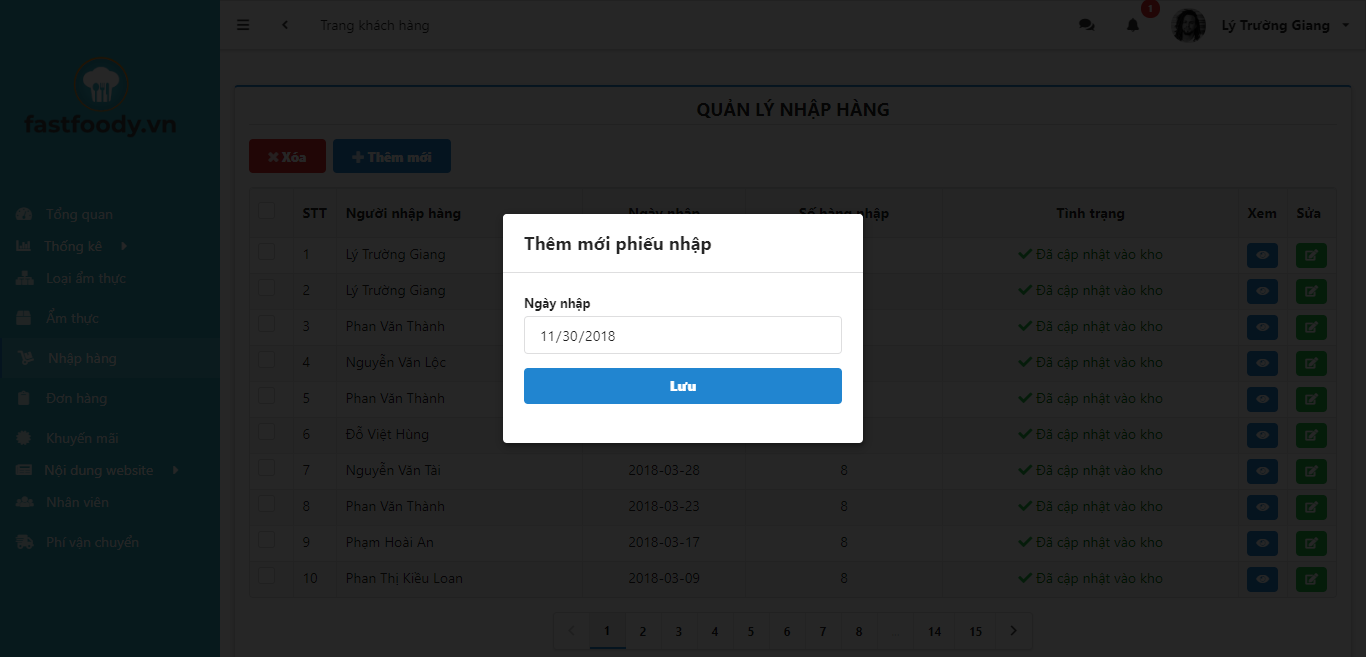 Trang khách hàng
1
Lý Trường Giang
fastfoody.vn
Tổng quan
Thống kê
Loại ẩm thực
Ẩm thực
Nhập hàng
Đơn hàng
Khuyến mãi
Nội dung website
Nhân viên
Phí vận chuyển
QUẢN LÝ NHẬP HÀNG
Xóa
Thêm mới
STT Người nhập hàng Ngày nhập Số hàng nhập Tình trạng Xem Sửa
1 Lý Trường Giang Đã cập nhật vào kho
2 Lý Trường Giang Đã cập nhật vào kho
3 Phan Văn Thành Đã cập nhật vào kho
4 Nguyễn Văn Lộc Đã cập nhật vào kho
5 Phan Văn Thành Đã cập nhật vào kho
6 Đỗ Việt Hùng Đã cập nhật vào kho
7 Nguyễn Văn Tài 2018-03-28 8 Đã cập nhật vào kho
8 Phan Văn Thành 2018-03-23 8 Đã cập nhật vào kho
9 Phạm Hoài An 2018-03-17 8 Đã cập nhật vào kho
10 Phan Thị Kiều Loan 2018-03-09 8 Đã cập nhật vào kho
Thêm mới phiếu nhập
Ngày nhập
11/30/2018
Lưu
1 2 3 4 5 6 7 8 ... 14 15